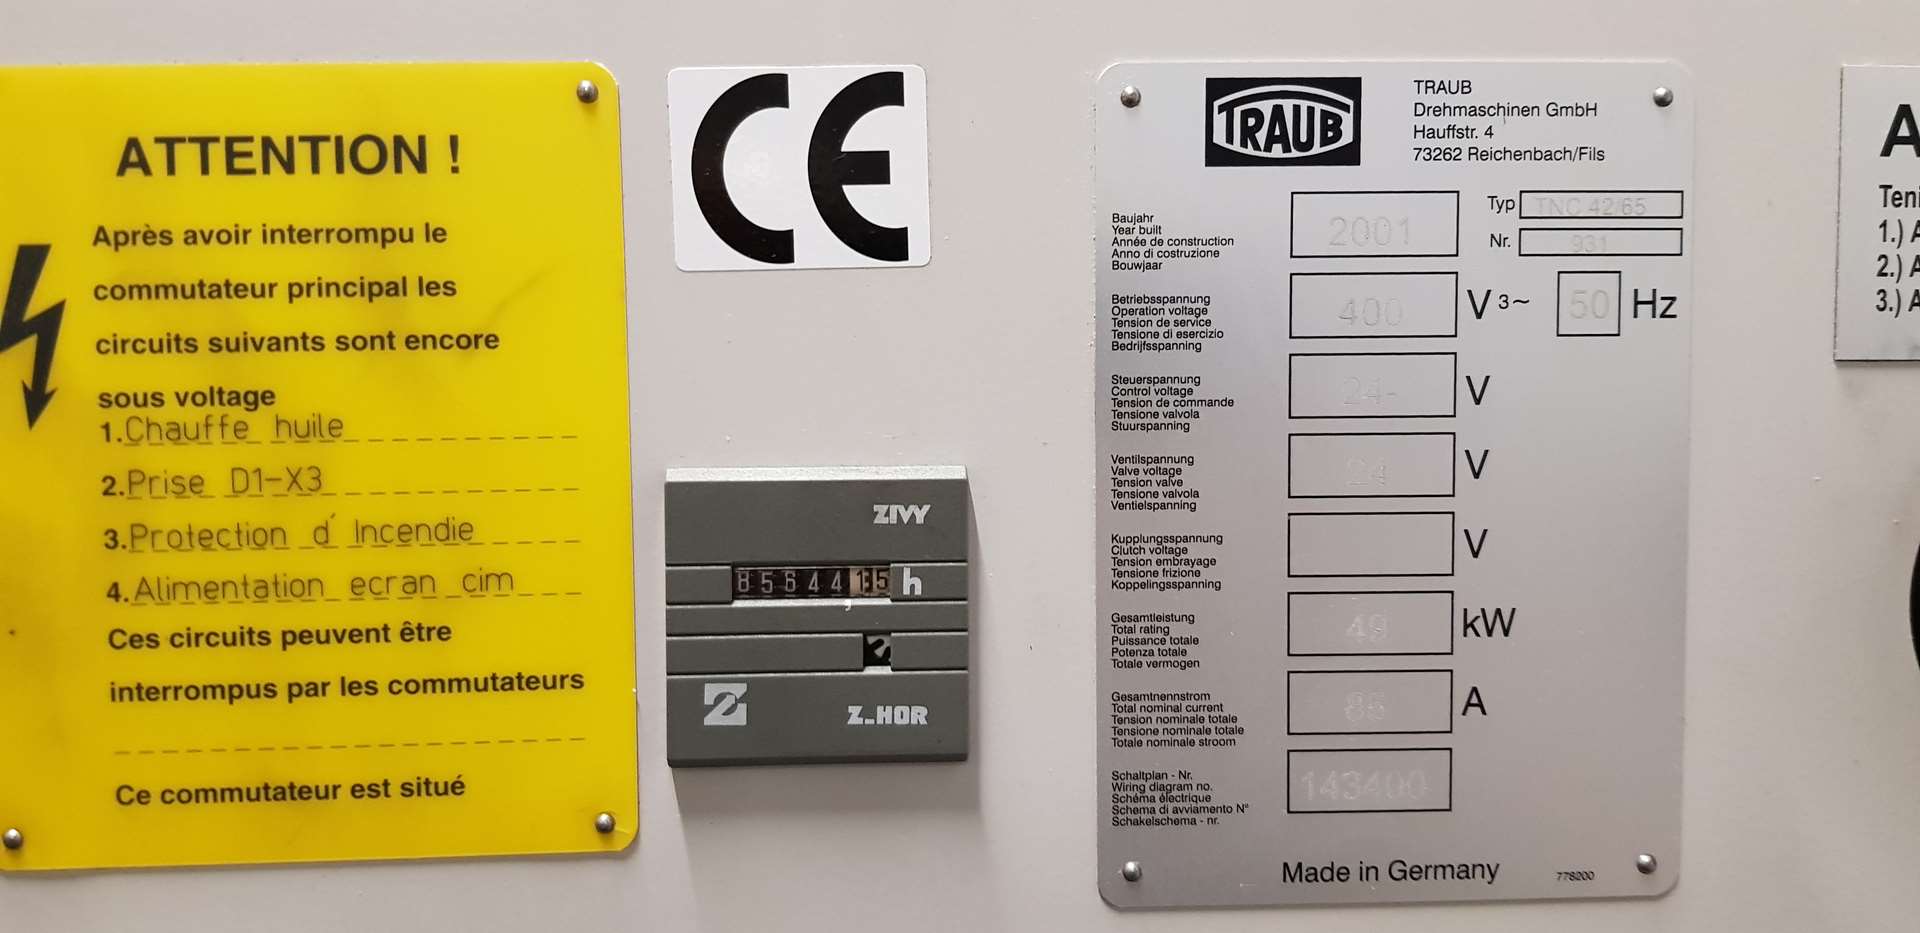 ATTENTION !
Après avoir interrompu le
commutateur principal les
circuits suivants sont encore
sous voltage
1. Chauffe huile
2. Prise D1-X3
3. Protection d' Incendie
4. Alimentation ecran cim
Ces circuits peuvent être
interrompus par les commutateurs
Ce commutateur est situé
CE
ZIVY
h
Z-HOR
TRAUB
TRAUB
Drehmaschinen GmbH
Hauffstr. 4
73262 Reichenbach/Fils
Baujahr
Year built
Année de construction
Anno di costruzione
Bouwjaar
2001
Typ TNC 42/65
Nr. 931
Betriebsspannung
Operation voltage
Tension de service
Tensione di esercizio
Bedrijfsspanning
400 V 3~ 50 Hz
Steuerspannung
Control voltage
Tension de commande
Tensione valvola
Stuurspanning
24- V
Ventilspannung
Valve voltage
Tension valve
Tensione valvola
Ventielspanning
24 V
Kupplungsspannung
Clutch voltage
Tension embrayage
Tensione frizione
Koppelingsspanning
V
Gesamtleistung
Total rating
Puissance totale
Potenza totale
Totale vermogen
49 kW
Gesamtnennstrom
Total nominal current
Tension nominale totale
Tensione nominale totale
Totale nominale stroom
85 A
Schaltplan - Nr.
Wiring diagram no.
Schéma électrique
Schema di avviamento N°
Schakelschema - nr.
143400
Made in Germany
778200
A
Teni
1.) A
2.) A
3.) A